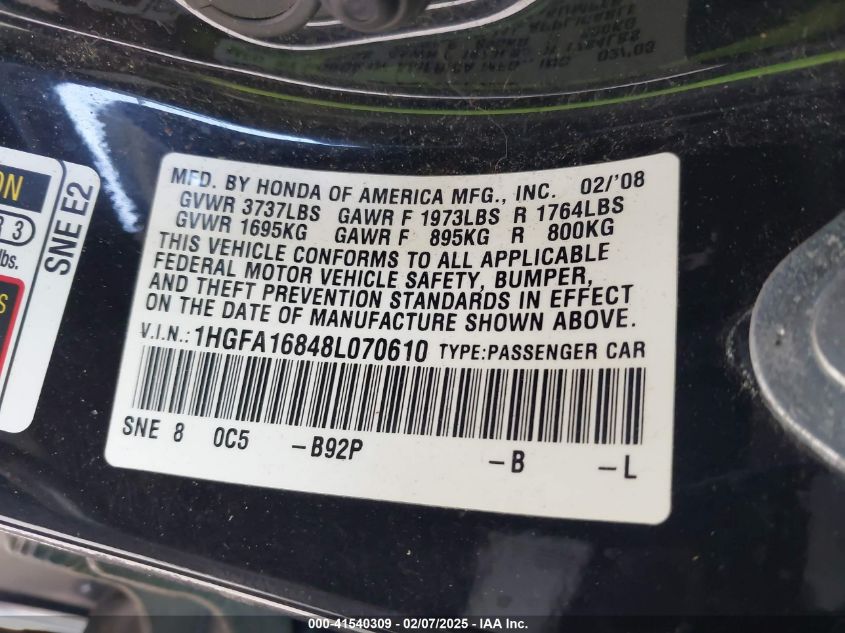 MFD. BY HONDA OF AMERICA MFG., INC. 02/'08
GVWR 3737LBS GAWR F 1973LBS R 1764LBS
GVWR 1695KG GAWR F 895KG R 800KG
THIS VEHICLE CONFORMS TO ALL APPLICABLE
FEDERAL MOTOR VEHICLE SAFETY, BUMPER,
AND THEFT PREVENTION STANDARDS IN EFFECT
ON THE DATE OF MANUFACTURE SHOWN ABOVE.
V.I.N.: 1HGFA16848L070610 TYPE:PASSENGER CAR
SNE 8 0C5 -B92P -B -L
SNE E2
3
lbs.
00-41540309 - 02/07/2025 - IAA Inc.